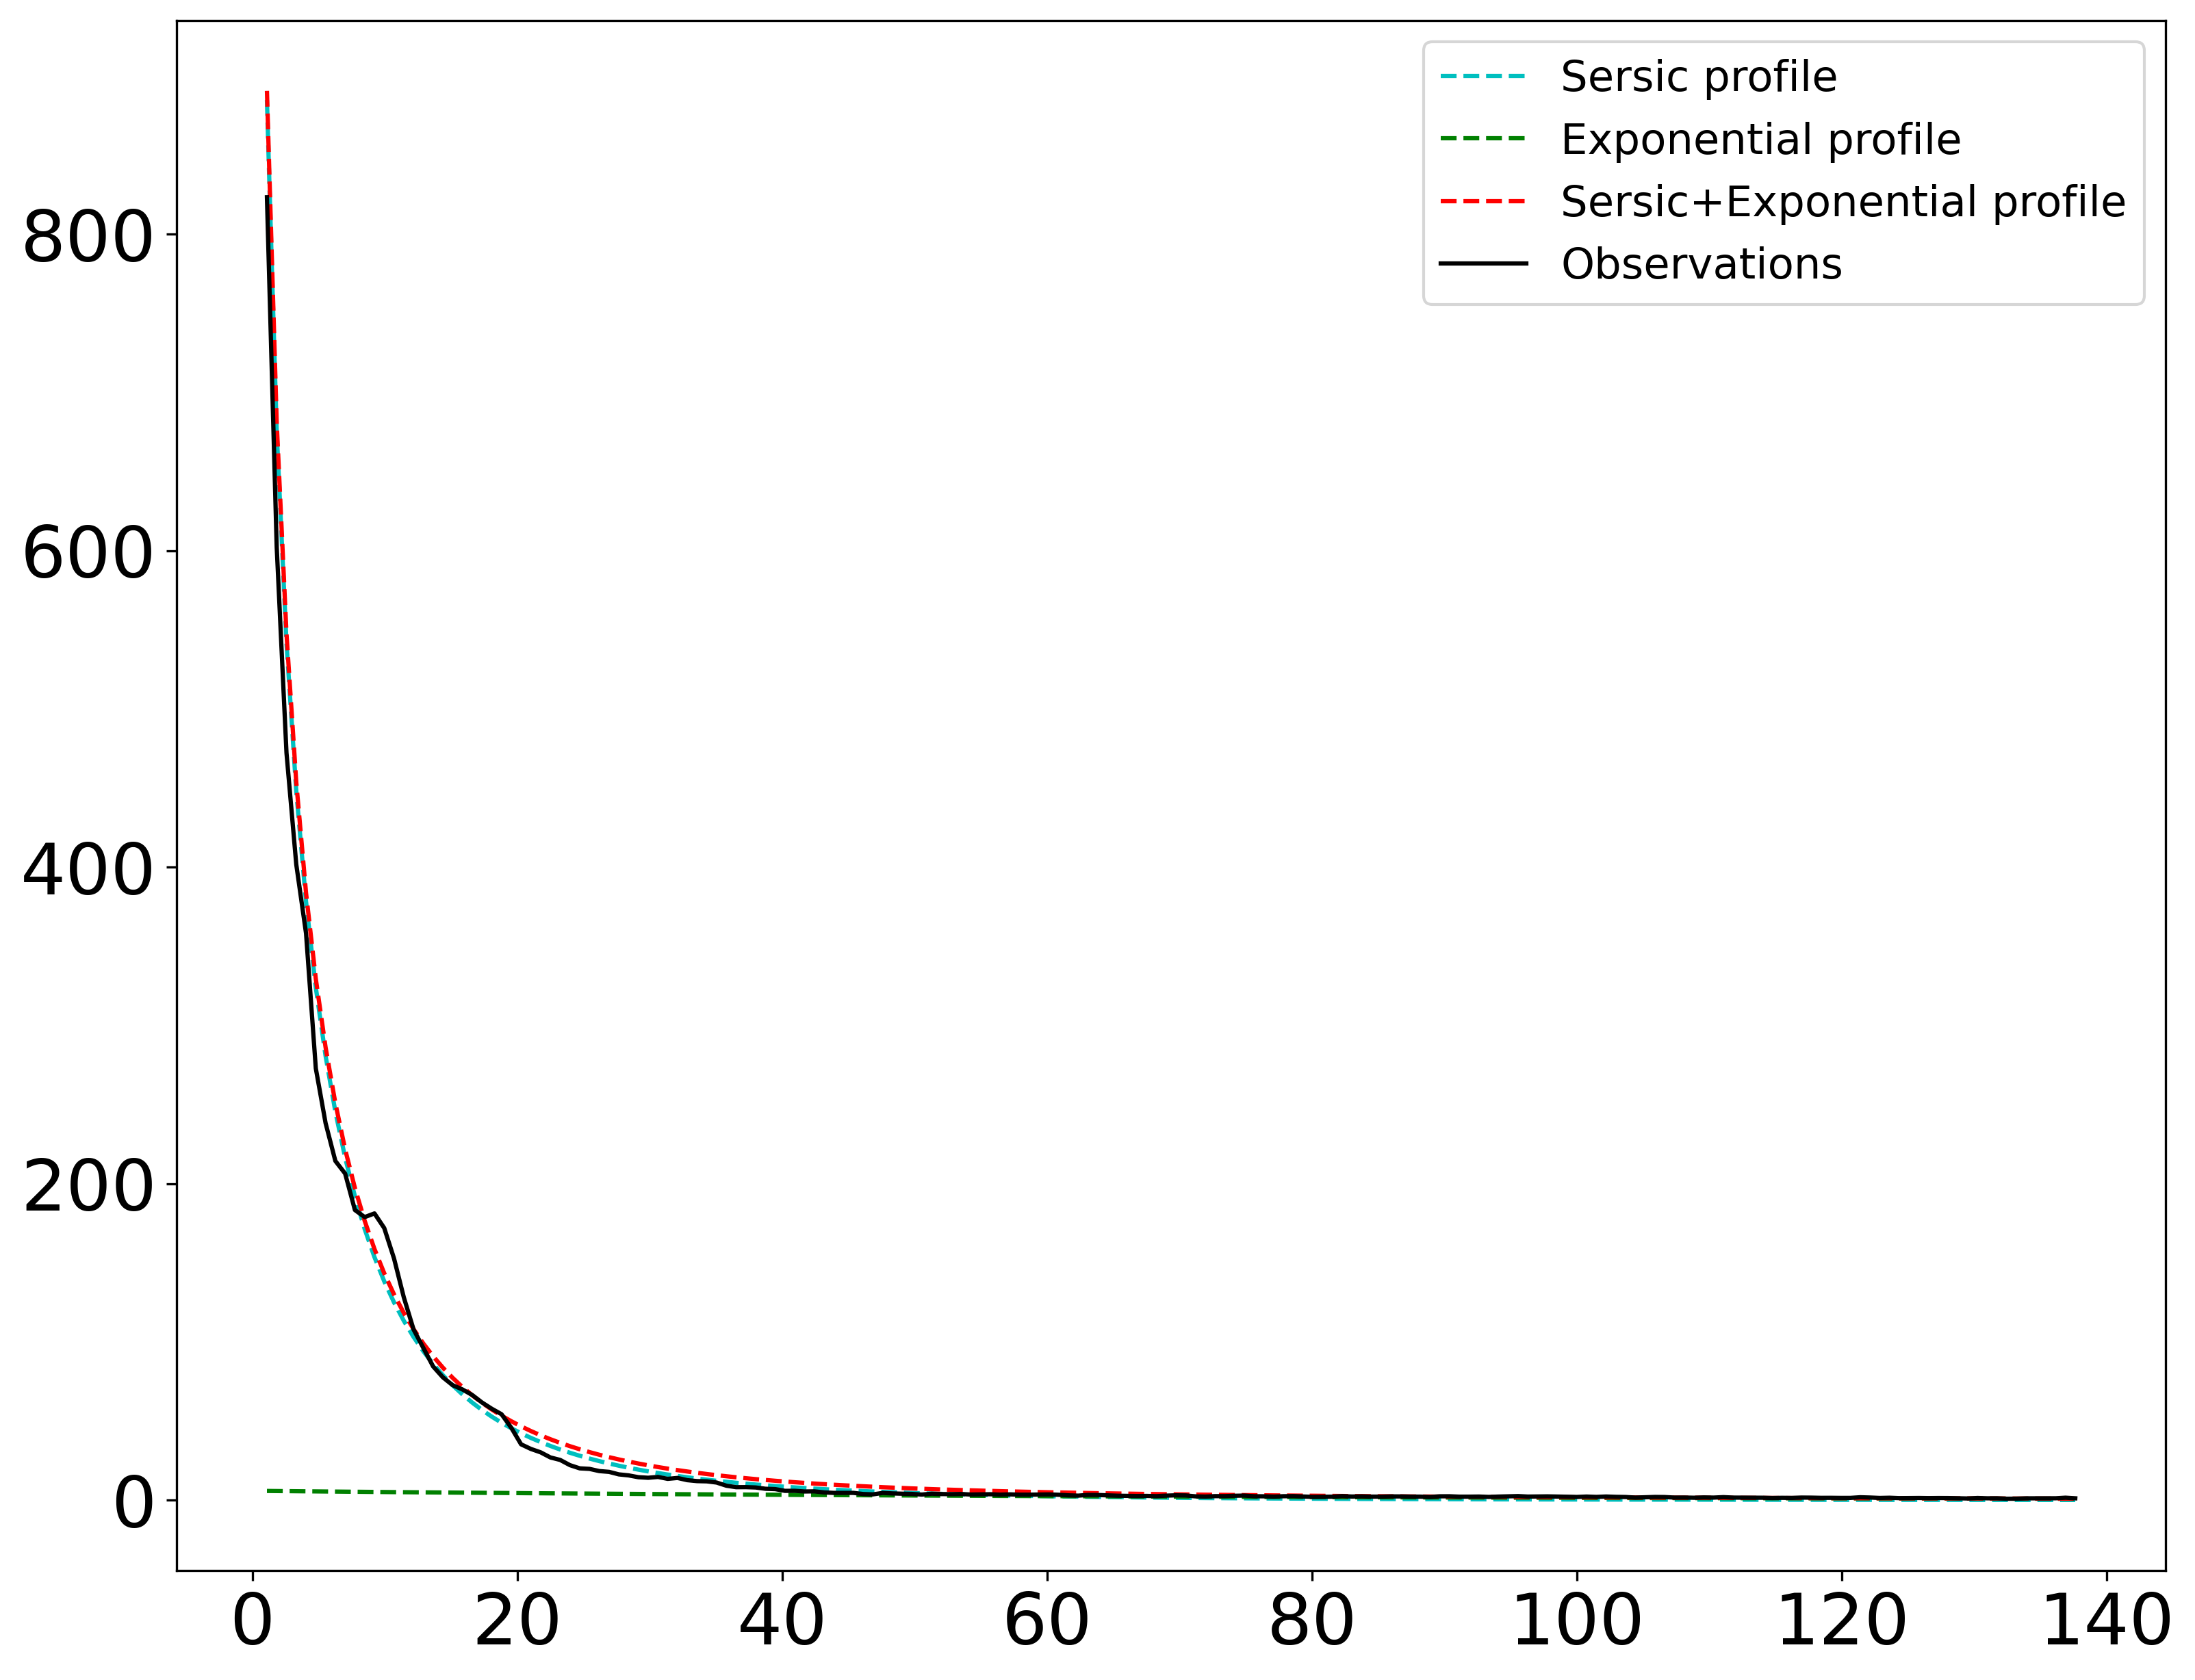 Sersic profile
Exponential profile
Sersic+Exponential profile
Observations
800
600
400
200
0
0 20 40 60 80 100 120 140